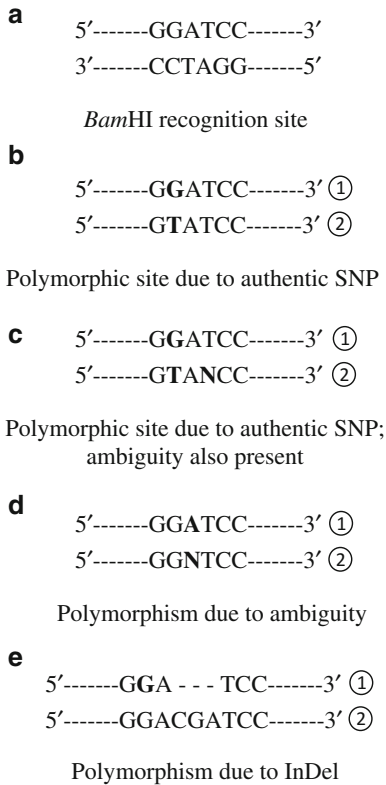 a
5′-------GGATCC-------3′
3′-------CCTAGG-------5′
BamHI recognition site
b
5′-------GGATCC-------3′ ①
5′-------GTATCC-------3′ ②
Polymorphic site due to authentic SNP
c
5′-------GGATCC-------3′ ①
5′-------GTANCC-------3′ ②
Polymorphic site due to authentic SNP;
ambiguity also present
d
5′-------GGATCC-------3′ ①
5′-------GGNTCC-------3′ ②
Polymorphism due to ambiguity
e
5′-------GGA - - - TCC-------3′ ①
5′-------GGACGATCC-------3′ ②
Polymorphism due to InDel